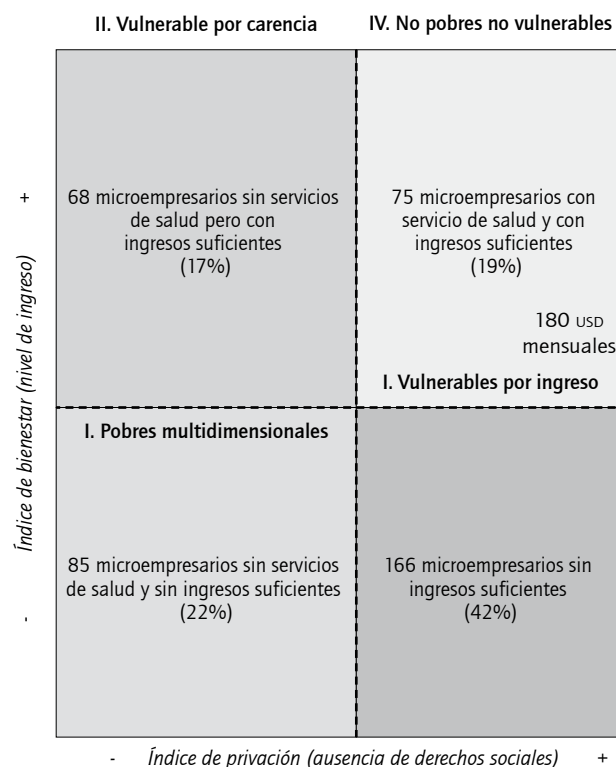 II. Vulnerable por carencia
IV. No pobres no vulnerables
68 microempresarios sin servicios
de salud pero con
ingresos suficientes
(17%)
75 microempresarios con
servicio de salud y con
ingresos suficientes
(19%)
180 USD
mensuales
I. Vulnerables por ingreso
I. Pobres multidimensionales
85 microempresarios sin servicios
de salud y sin ingresos suficientes
(22%)
166 microempresarios sin
ingresos suficientes
(42%)
- Índice de bienestar (nivel de ingreso) +
- Índice de privación (ausencia de derechos sociales) +